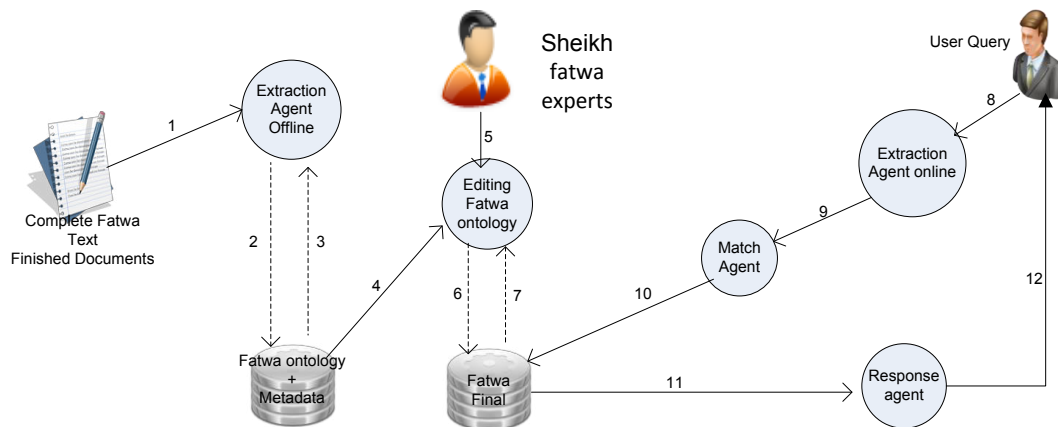 Sheikh
fatwa
experts
User Query
Extraction
Agent
Offline
1
5
8
Extraction
Agent online
Complete Fatwa
Text
Finished Documents
Editing
Fatwa
ontology
9
2
3
Match
Agent
4
6
7
10
12
Fatwa ontology
+
Metadata
Fatwa
Final
11
Response
agent